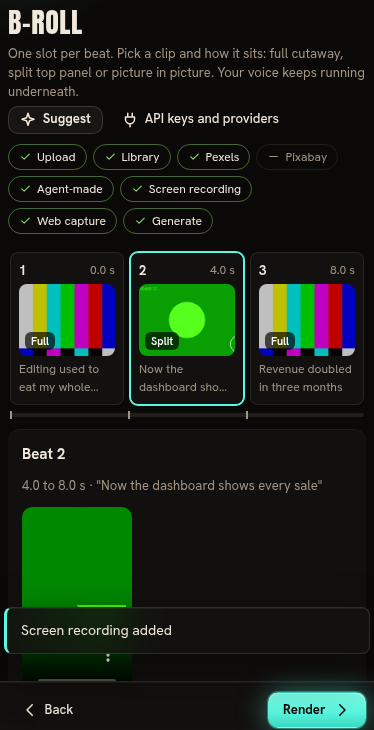 B-ROLL
One slot per beat. Pick a clip and how it sits: full cutaway,
split top panel or picture in picture. Your voice keeps running
underneath.
Suggest
API keys and providers
Upload
Library
Pexels
Pixabay
Agent-made
Screen recording
Web capture
Generate
1 0.0 s
Full
Editing used to
eat my whole...
2 4.0 s
Split
Now the
dashboard sho...
3 8.0 s
Full
Revenue doubled
in three months
Beat 2
4.0 to 8.0 s · "Now the dashboard shows every sale"
Screen recording added
Back
Render